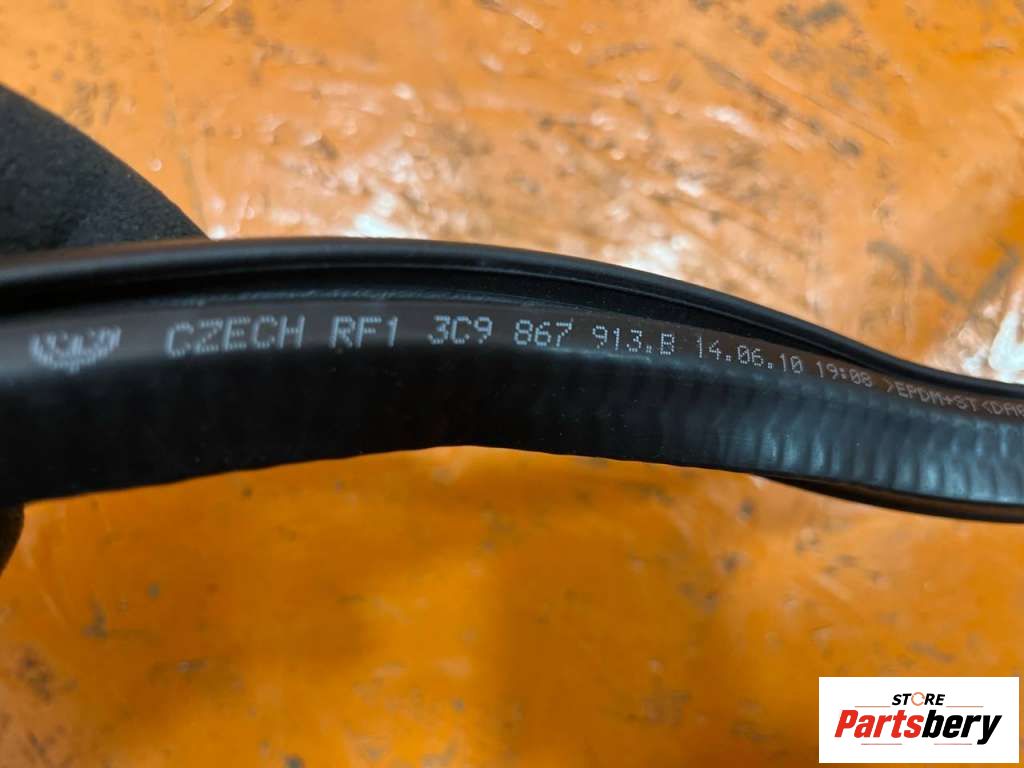 CZECH RF1 3C9 867 913.B 14.06.10 19:08 >EPDM+ST<
STORE
Partsbery